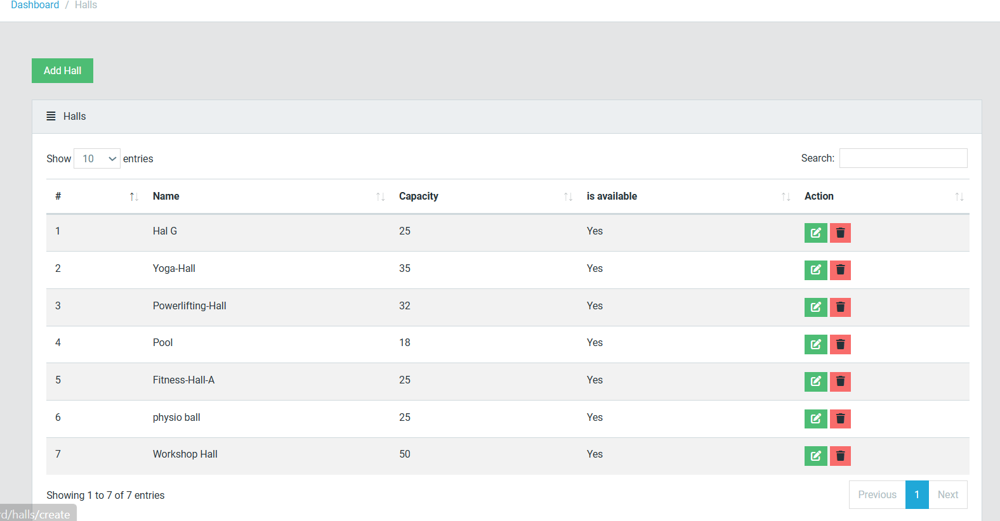 Dashboard / Halls
Add Hall
Halls
Show 10 entries Search:
# Name Capacity is available Action
1 Hal G 25 Yes
2 Yoga-Hall 35 Yes
3 Powerlifting-Hall 32 Yes
4 Pool 18 Yes
5 Fitness-Hall-A 25 Yes
6 physio ball 25 Yes
7 Workshop Hall 50 Yes
Showing 1 to 7 of 7 entries Previous 1 Next
rd/halls/create